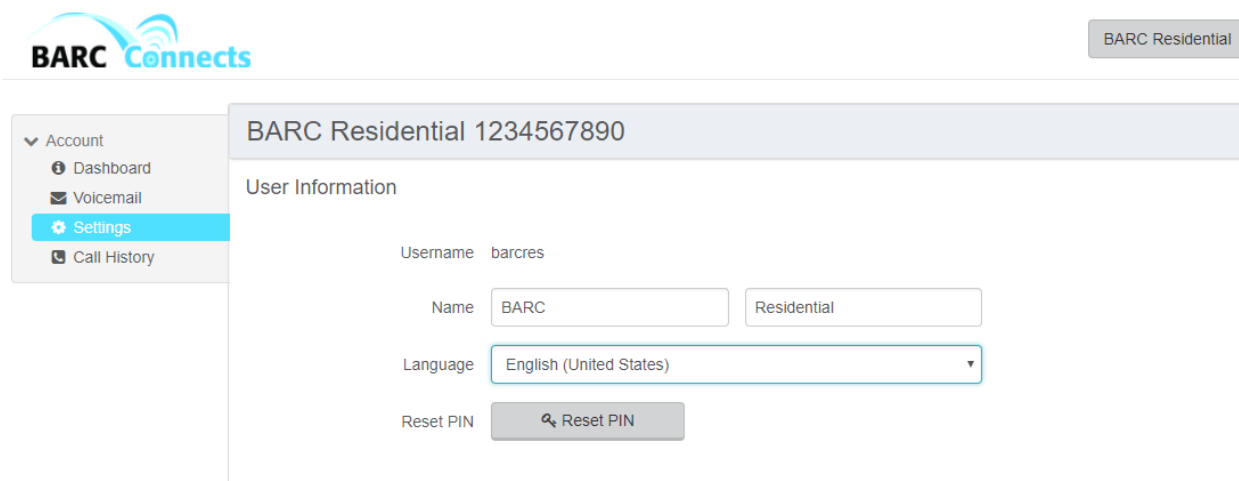 BARC Connects
BARC Residential
Account
Dashboard
Voicemail
Settings
Call History
BARC Residential 1234567890
User Information
Username barcres
Name BARC Residential
Language English (United States)
Reset PIN Reset PIN